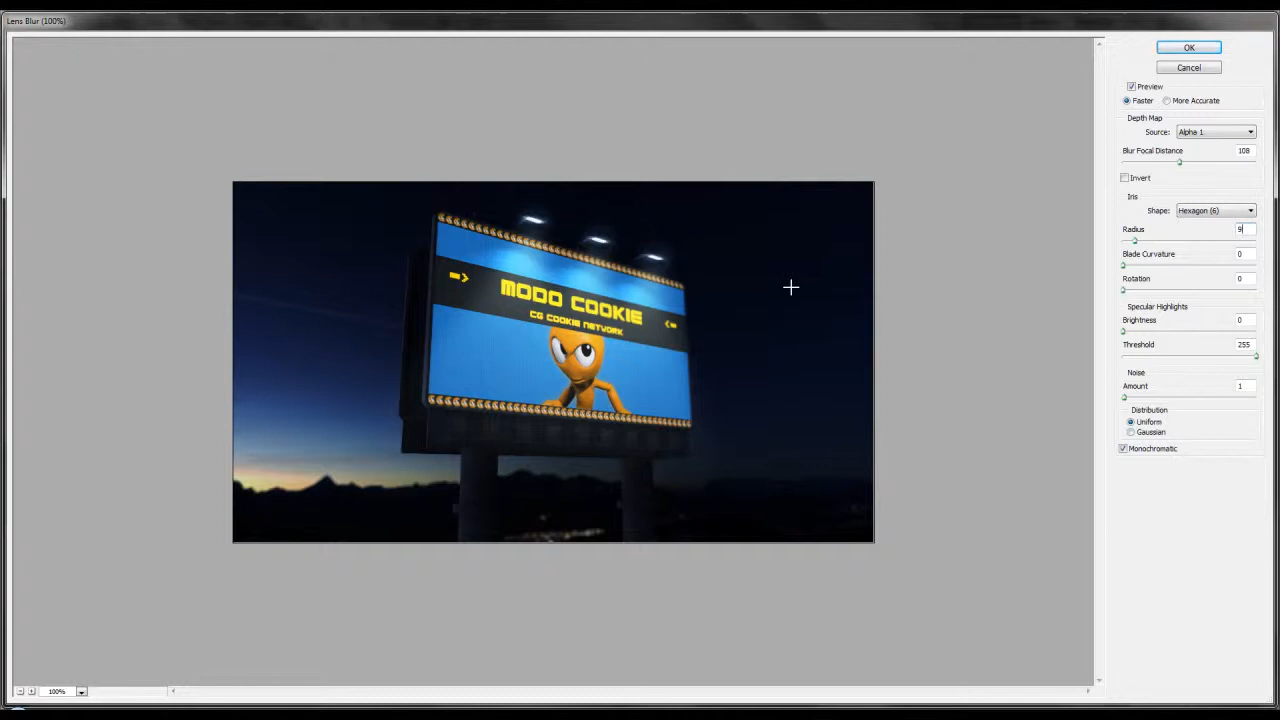 Lens Blur (100%)
OK
Cancel
Preview
Faster
More Accurate
Depth Map
Source: Alpha 1
Blur Focal Distance 108
Invert
Iris
Shape: Hexagon (6)
Radius 9
Blade Curvature 0
Rotation 0
Specular Highlights
Brightness 0
Threshold 255
Noise
Amount 1
Distribution
Uniform
Gaussian
Monochromatic
MODO COOKIE
CG COOKIE NETWORK
100%